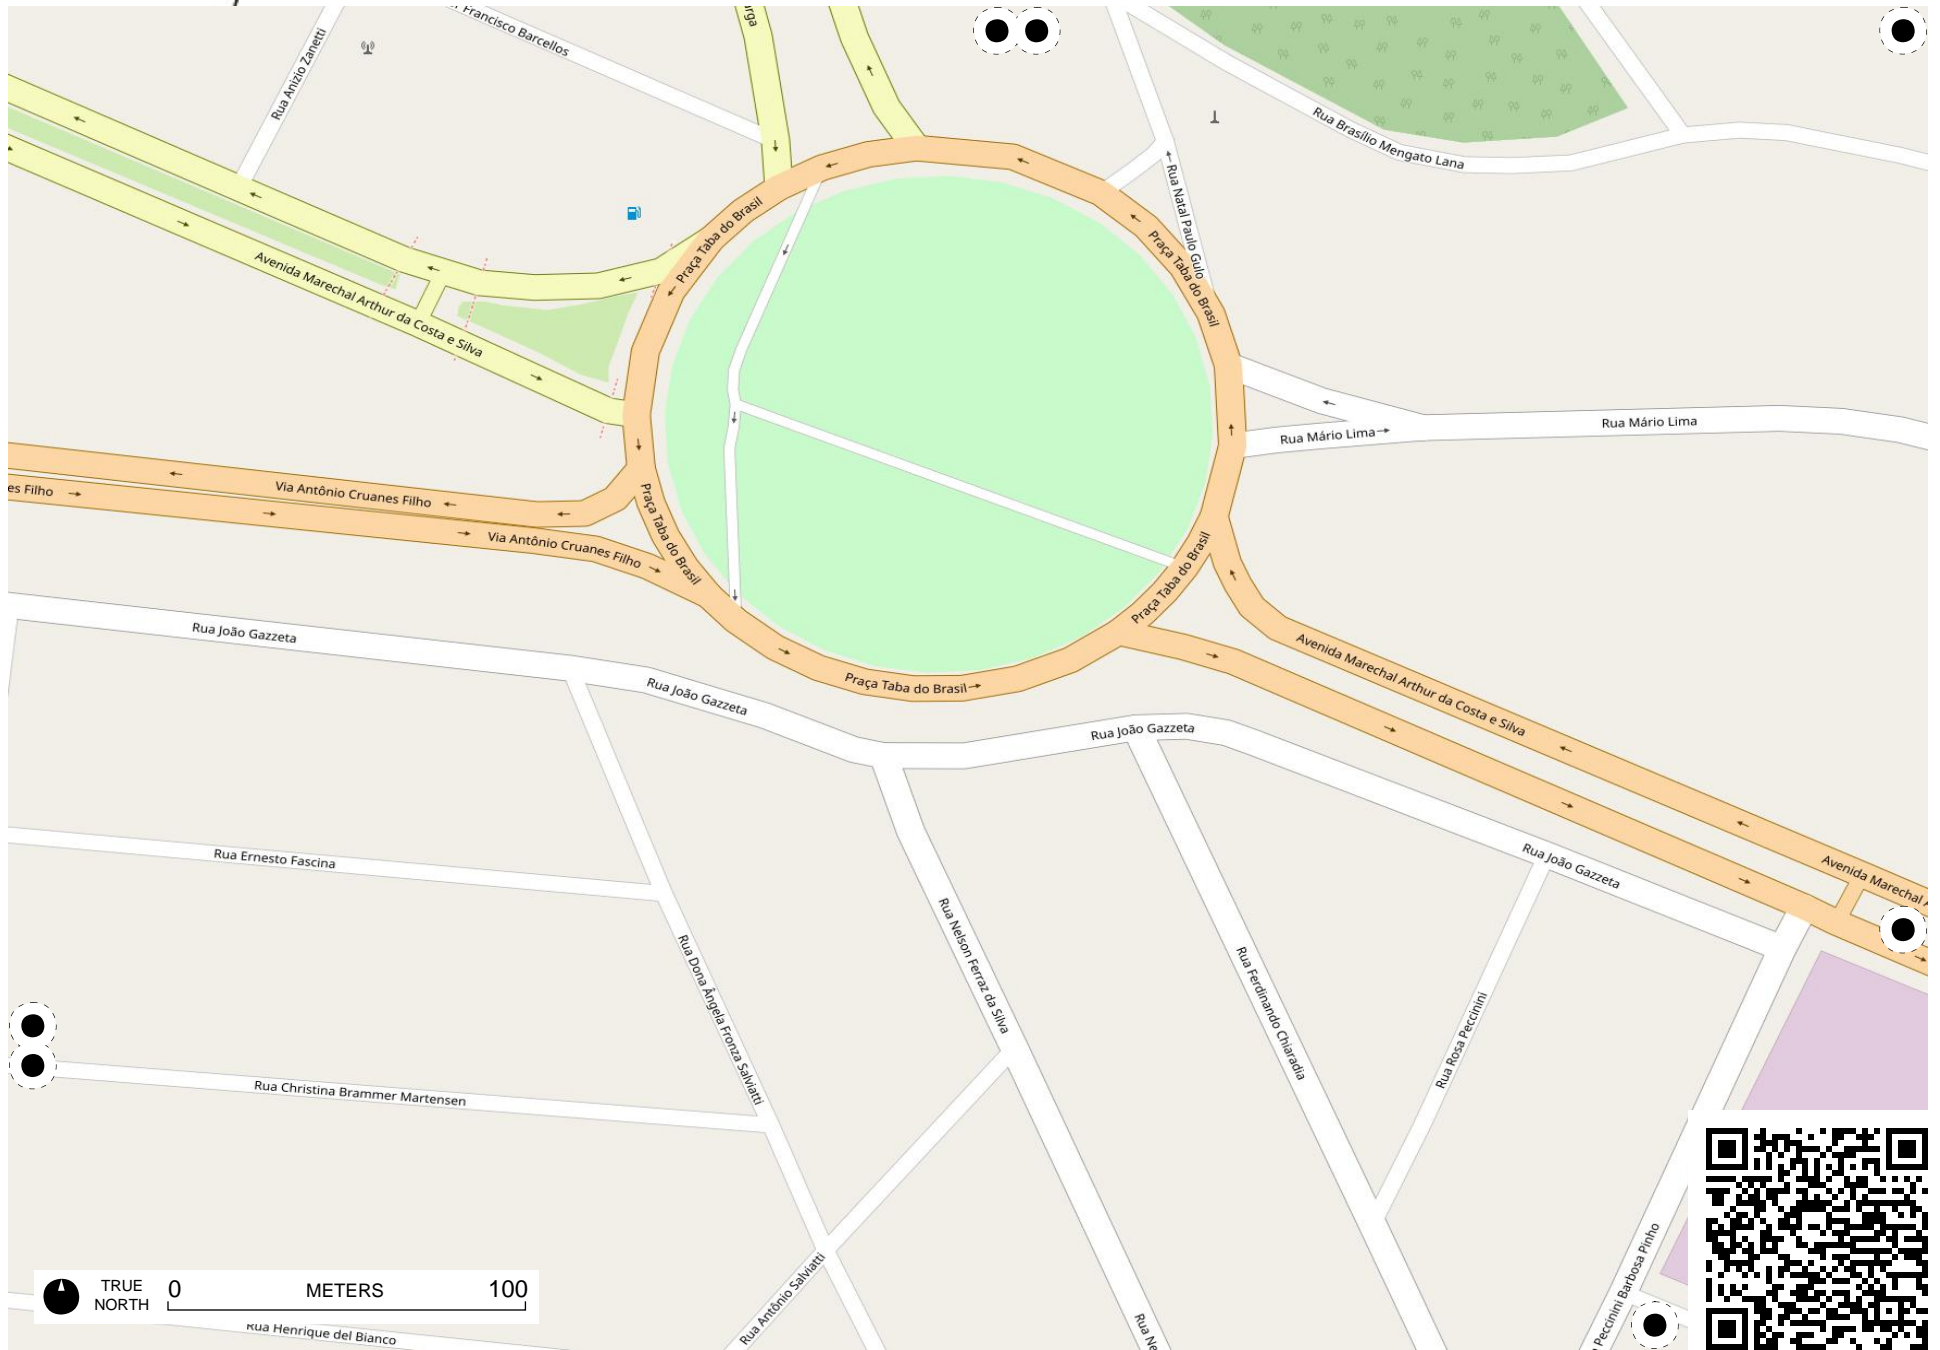 Francisco Barcellos
Rua Anizio Zanetti
Rua Brasílio Mengato Lana
Rua Natal Paulo Gulo
Praça Taba do Brasil
Praça Taba do Brasil
Avenida Marechal Arthur da Costa e Silva
Rua Mário Lima
Rua Mário Lima
es Filho
Via Antônio Cruanes Filho
Via Antônio Cruanes Filho
Praça Taba do Brasil
Praça Taba do Brasil
Rua João Gazzeta
Rua João Gazzeta
Praça Taba do Brasil
Avenida Marechal Arthur da Costa e Silva
Rua João Gazzeta
Rua Ernesto Fascina
Rua João Gazzeta
Avenida Marechal A
Rua Dona Ângela Fronza Salviatti
Rua Nelson Ferraz da Silva
Rua Ferdinando Chiaradia
Rua Rosa Peccini
Rua Christina Brammer Martensen
Peccinini Barbosa Pinho
Rua Antônio Salviatti
Rua Ne
TRUE
NORTH
0 METERS 100
Rua Henrique del Bianco